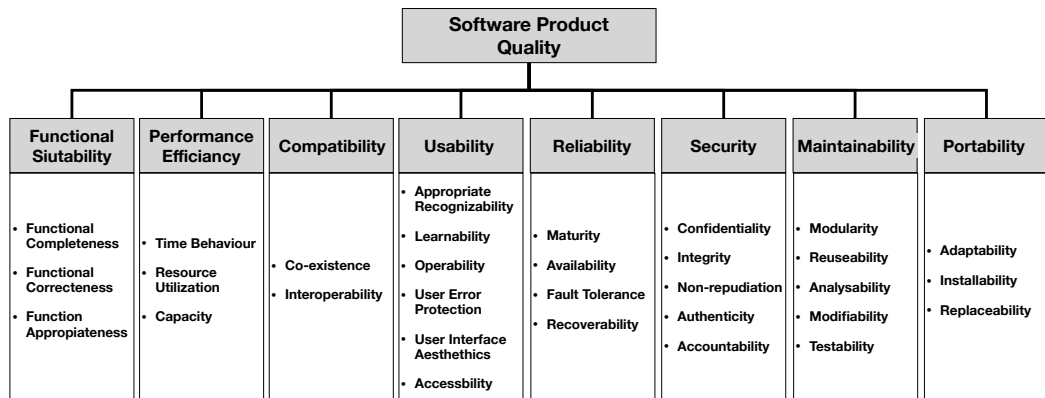 Software Product
Quality
Functional
Siutability
Performance
Efficiancy
Compatibility
Usability
Reliability
Security
Maintainability
Portability
• Functional
Completeness
• Functional
Correcteness
• Function
Appropiateness
• Time Behaviour
• Resource
Utilization
• Capacity
• Co-existence
• Interoperability
• Appropriate
Recognizability
• Learnability
• Operability
• User Error
Protection
• User Interface
Aesthethics
• Accessbility
• Maturity
• Availability
• Fault Tolerance
• Recoverability
• Confidentiality
• Integrity
• Non-repudiation
• Authenticity
• Accountability
• Modularity
• Reuseability
• Analysability
• Modifiability
• Testability
• Adaptability
• Installability
• Replaceability